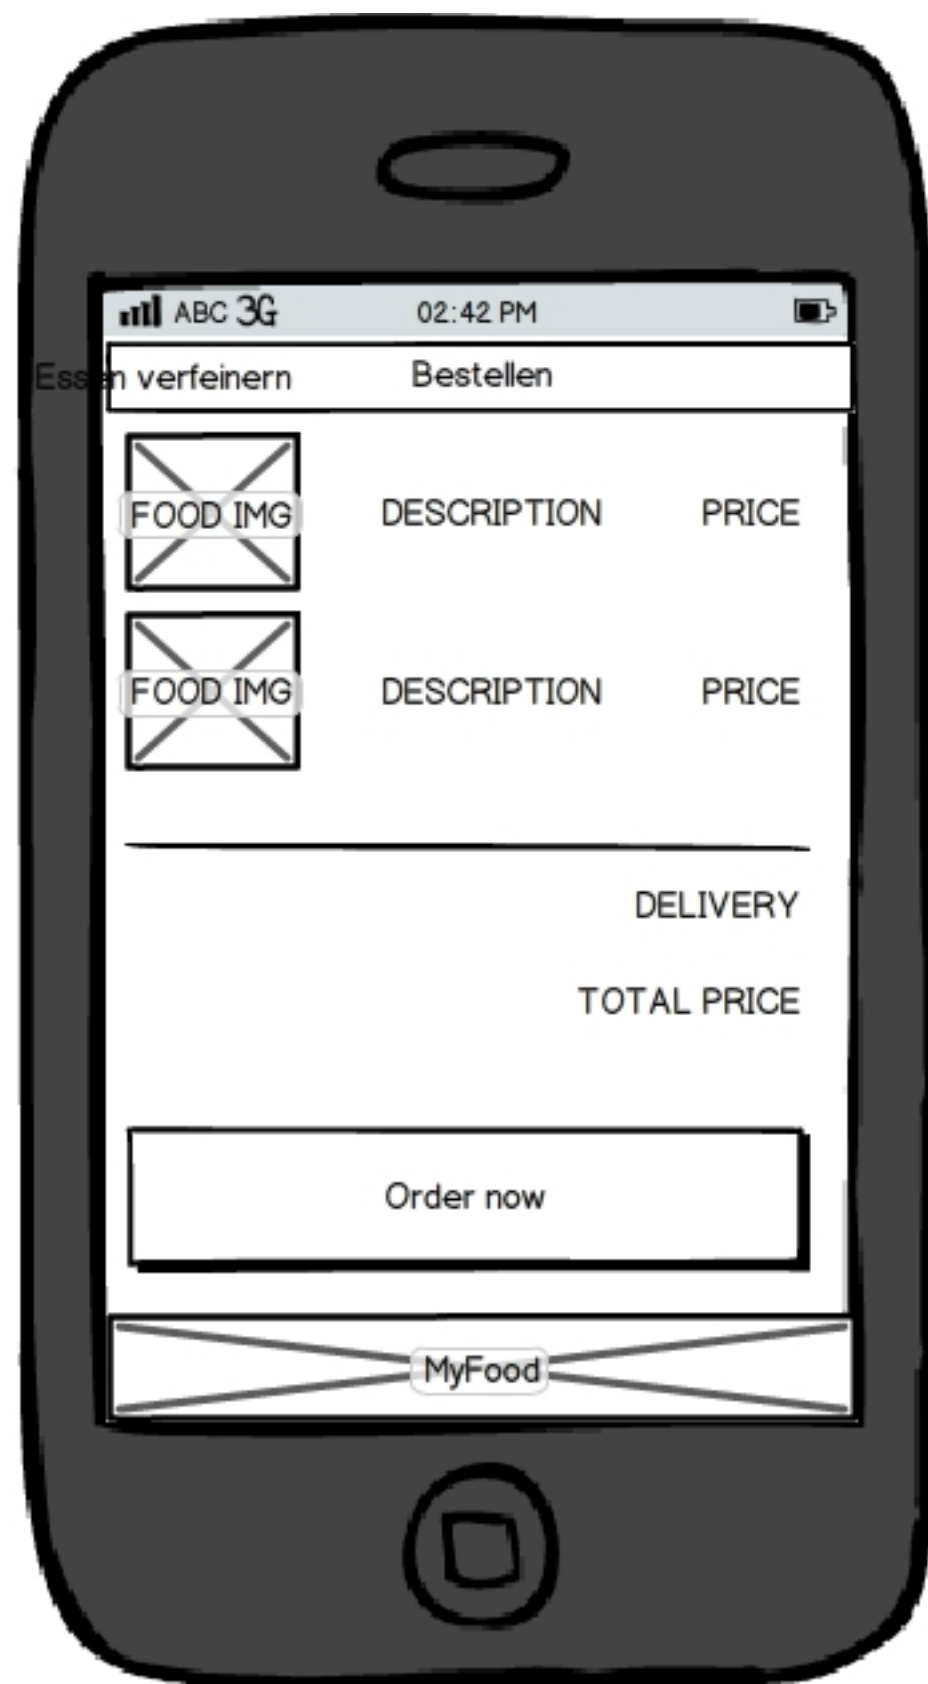 ABC 3G 02:42 PM
Essen verfeinern Bestellen
FOOD IMG DESCRIPTION PRICE
FOOD IMG DESCRIPTION PRICE
DELIVERY
TOTAL PRICE
Order now
MyFood